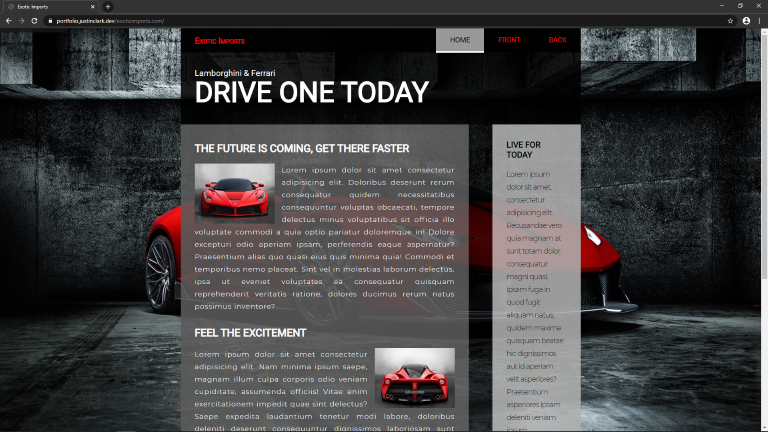 Exotic Imports
portfolio.justinclark.dev/exoticimports.com/
Exotic Imports
HOME
FRONT
BACK
Lamborghini & Ferrari
DRIVE ONE TODAY
THE FUTURE IS COMING, GET THERE FASTER
Lorem ipsum dolor sit amet consectetur
adipisicing elit. Doloribus deserunt rerum
consequatur quidem necessitatibus
consequuntur voluptas obcaecati, tempore
delectus minus voluptatibus sit officia illo
voluptate commodi a quia optio pariatur doloremque in! Dolore
excepturi odio aperiam ipsam, perferendis eaque aspernatur?
Praesentium alias quo quasi eius quis minima quia! Commodi et
temporibus nemo placeat. Sint vel in molestias laborum delectus,
ipsa ut eveniet voluptates ea consequatur quisquam
reprehenderit veritatis ratione, dolores ducimus rerum natus
possimus inventore?
FEEL THE EXCITEMENT
Lorem ipsum dolor sit amet consectetur
adipisicing elit. Nam minima ipsum saepe,
magnam illum culpa corporis odio veniam
cupiditate, assumenda officiis! Vitae enim
exercitationem impedit quae sint delectus?
Saepe expedita laudantium tenetur modi labore, doloribus
deleniti deserunt consequuntur dignissimos laboriosam sunt
LIVE FOR
TODAY
Lorem ipsum
dolor sit amet,
consectetur
adipisicing elit.
Recusandae vero
quia magnam at
sunt totam dolor
consequatur
magni quasi,
ipsam fuga in
quod fugit
aliquam natus,
quidem maxime
quisquam beatae
hic dignissimos
aut id aperiam
velit asperiores?
Praesentium
asperiores ipsam
deleniti veniam